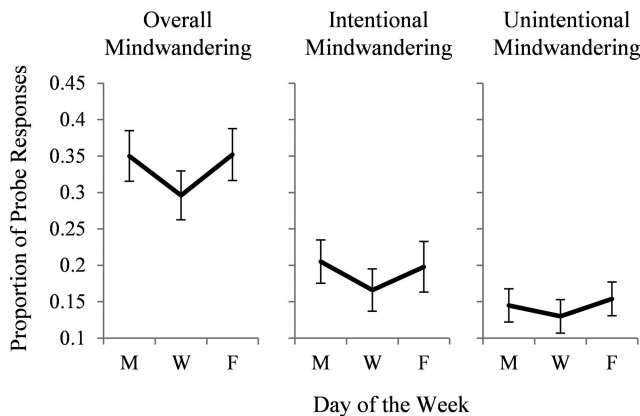 Overall
Mindwandering
Intentional
Mindwandering
Unintentional
Mindwandering
Proportion of Probe Responses
0.45
0.4
0.35
0.3
0.25
0.2
0.15
0.1
M W F
M W F
M W F
Day of the Week